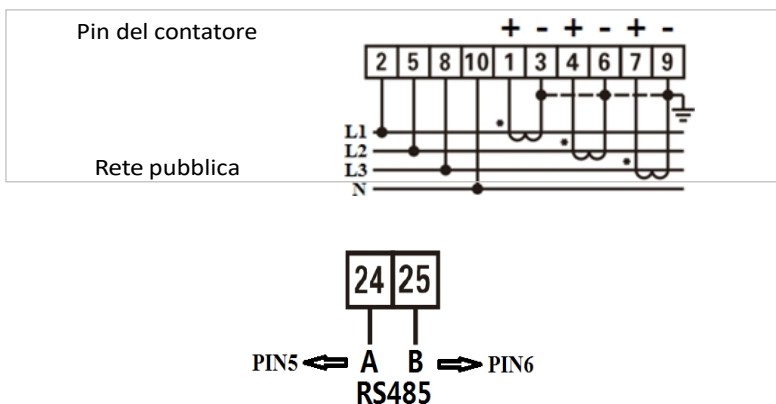 Pin del contatore
+ - + - + -
2 5 8 10 1 3 4 6 7 9
* L1
* L2
* L3
Rete pubblica
N
24 25
PIN5 A B PIN6
RS485